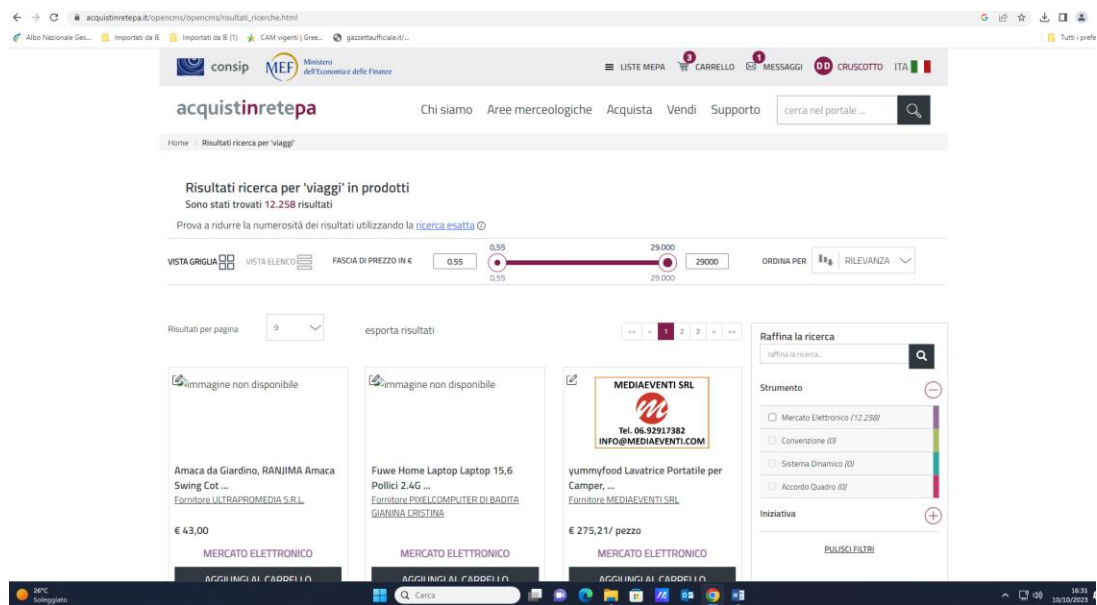 acquistinretepa.it/opencms/opencms/risultati_ricerche.html
Albo Nazionale Ges...
Importati da IE
Importati da IE (1)
CAM vigenti | Gree...
gazzettaufficiale.it/...
Tutti i prefe
consip
MEF
Ministero
dell'Economia e delle Finanze
LISTE MEPA
3
CARRELLO
1
MESSAGGI
DD
CRUSCOTTO
ITA
acquistinretepa
Chi siamo
Aree merceologiche
Acquista
Vendi
Supporto
cerca nel portale ...
Home / Risultati ricerca per 'viaggi'
Risultati ricerca per 'viaggi' in prodotti
Sono stati trovati 12.258 risultati
Prova a ridurre la numerosità dei risultati utilizzando la ricerca esatta
VISTA GRIGLIA
VISTA ELENCO
FASCIA DI PREZZO IN €
0.55
0,55
29.000
0,55
29.000
29000
ORDINA PER
RILEVANZA
Risultati per pagina
9
esporta risultati
<< < 1 2 3 > >>
Raffina la ricerca
raffina la ricerca...
Strumento
Mercato Elettronico (12.258)
Convenzione (0)
Sistema Dinamico (0)
Accordo Quadro (0)
Iniziativa
PULISCI FILTRI
immagine non disponibile
Amaca da Giardino, RANJIMA Amaca
Swing Cot ...
Fornitore ULTRAPROMEDIA S.R.L.
€ 43,00
MERCATO ELETTRONICO
AGGIUNGI AL CARRELLO
immagine non disponibile
Fuwe Home Laptop Laptop 15,6
Pollici 2.4G ...
Fornitore PIXELCOMPUTER DI BADITA
GIANINA CRISTINA
MERCATO ELETTRONICO
AGGIUNGI AL CARRELLO
MEDIAEVENTI SRL
m
Tel. 06.92917382
INFO@MEDIAEVENTI.COM
yummyfood Lavatrice Portatile per
Camper, ...
Fornitore MEDIAEVENTI SRL
€ 275,21/ pezzo
MERCATO ELETTRONICO
AGGIUNGI AL CARRELLO
26°C
Soleggiato
Cerca
16:31
10/10/2023